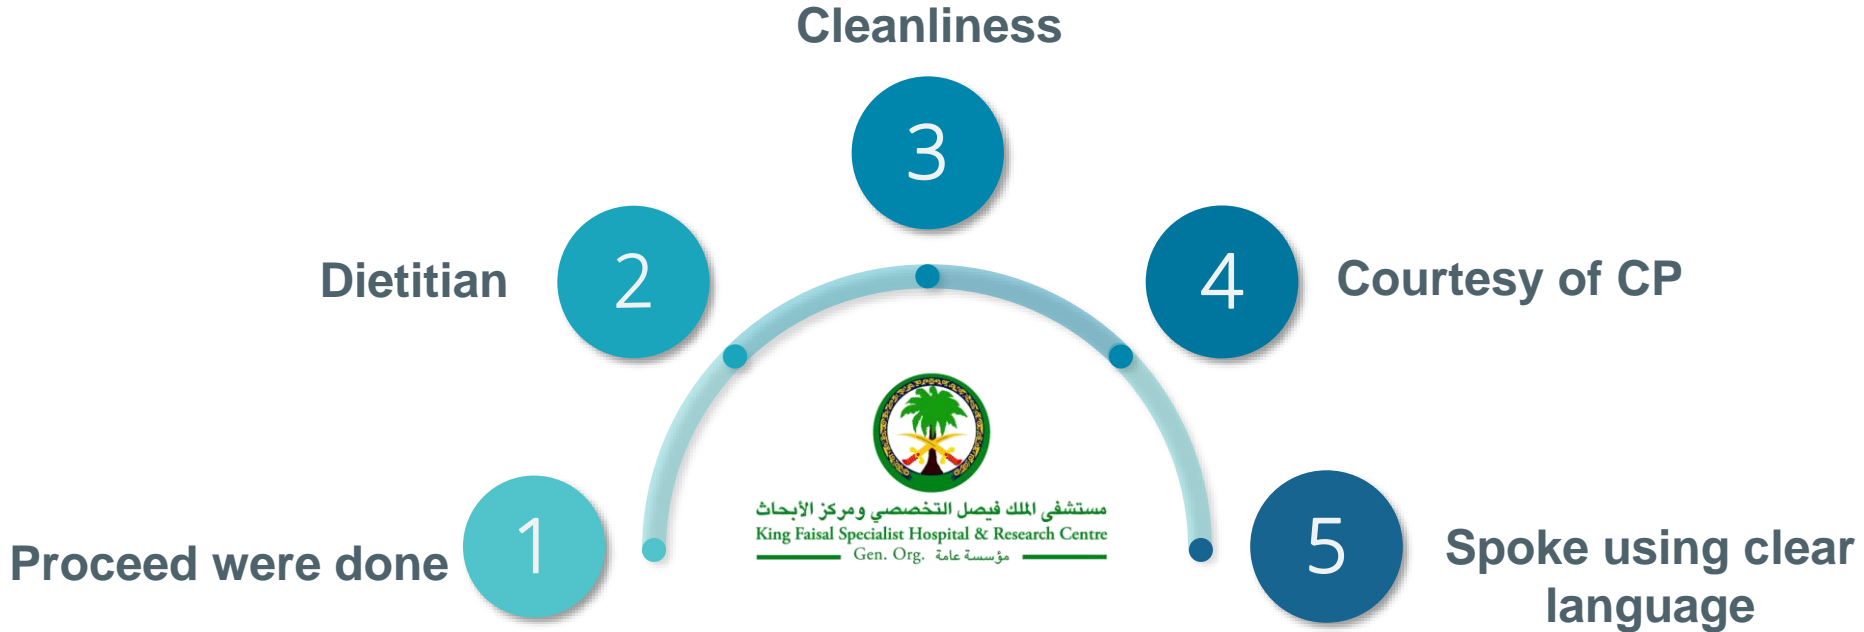 Cleanliness
3
Dietitian
2
4
Courtesy of CP
مستشفى الملك فيصل التخصصي ومركز الأبحاث
King Faisal Specialist Hospital & Research Centre
Gen. Org. مؤسسة عامة
Proceed were done
1
5
Spoke using clear
language